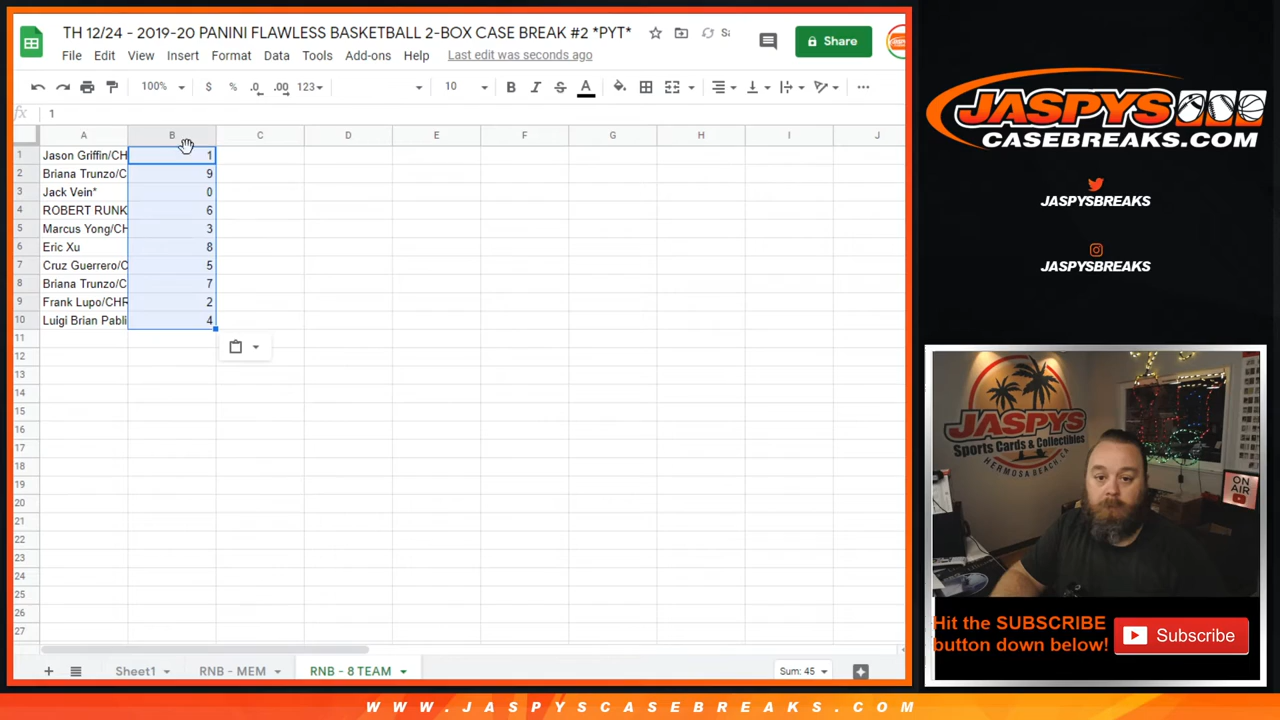 TH 12/24 - 2019-20 PANINI FLAWLESS BASKETBALL 2-BOX CASE BREAK #2 *PYT*
Share
File Edit View Insert Format Data Tools Add-ons Help Last edit was seconds ago
100% $ % .0 .00 123 10 B I S A
fx 1
A B C D E F G H I J
1 Jason Griffin/CH 1
2 Briana Trunzo/C 9
3 Jack Vein* 0
4 ROBERT RUNK 6
5 Marcus Yong/CH 3
6 Eric Xu 8
7 Cruz Guerrero/C 5
8 Briana Trunzo/C 7
9 Frank Lupo/CHR 2
10 Luigi Brian Pabli 4
11
12
13
14
15
16
17
18
19
20
21
22
23
24
25
26
27
Sheet1 RNB - MEM RNB - 8 TEAM Sum: 45
JASPYS
CASEBREAKS.COM
JASPYSBREAKS
JASPYSBREAKS
JASPYS
Sports Cards & Collectibles
HERMOSA BEACH, CA
ON AIR
Hit the SUBSCRIBE
button down below!
Subscribe
WWW.JASPYSCASEBREAKS.COM